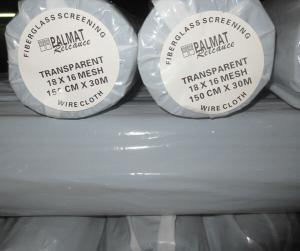 FIBERGLASS SCREENING
PALMAT
Reliance
TRANSPARENT
18 X 16 MESH
150 CM X 30M
WIRE CLOTH
FIBERGLASS SCREENING
PALMAT
Reliance
TRANSPARENT
18 X 16 MESH
150 CM X 30M
WIRE CLOTH